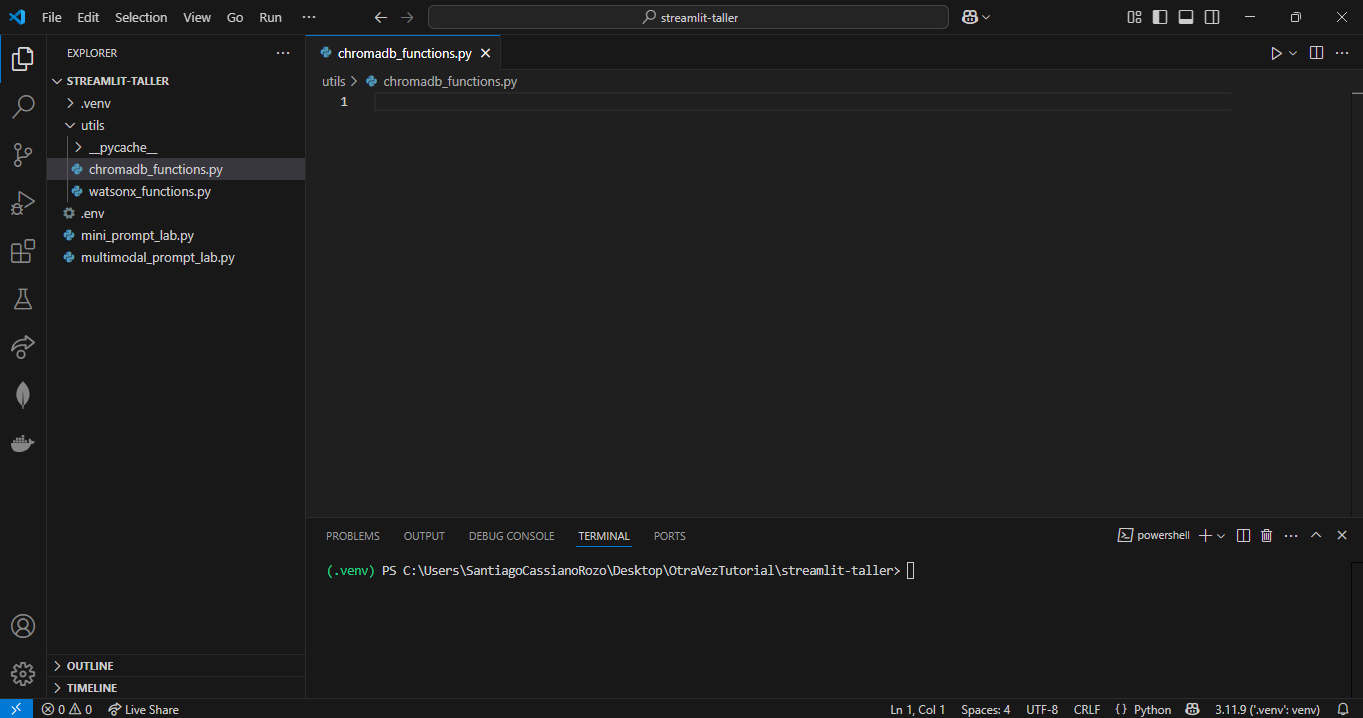 File Edit Selection View Go Run ···
streamlit-taller
EXPLORER
STREAMLIT-TALLER
.venv
utils
__pycache__
chromadb_functions.py
watsonx_functions.py
.env
mini_prompt_lab.py
multimodal_prompt_lab.py
OUTLINE
TIMELINE
chromadb_functions.py
utils > chromadb_functions.py
1
PROBLEMS OUTPUT DEBUG CONSOLE TERMINAL PORTS
powershell
(.venv) PS C:\Users\SantiagoCassianoRozo\Desktop\OtraVezTutorial\streamlit-taller>
0 0 Live Share Ln 1, Col 1 Spaces: 4 UTF-8 CRLF {} Python 3.11.9 ('.venv': venv)